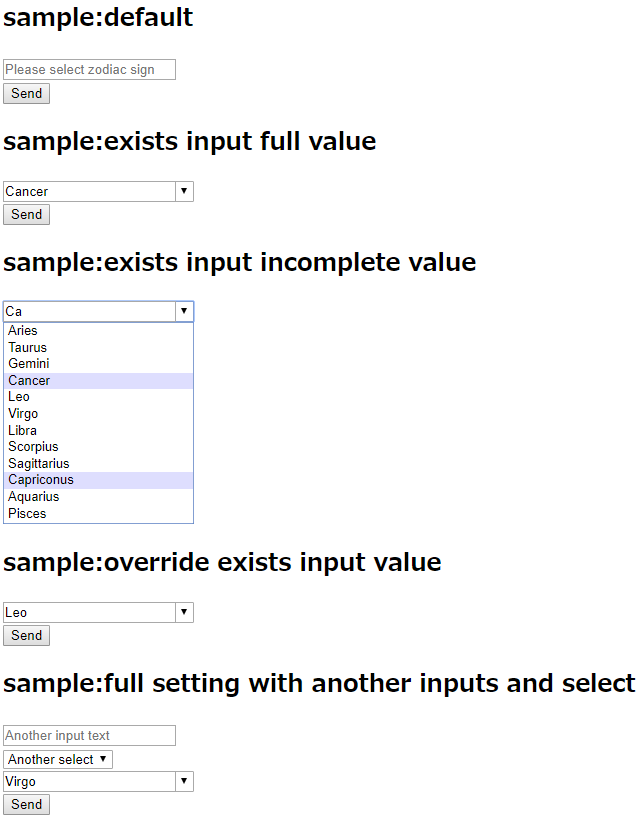 sample:default
Please select zodiac sign
Send
sample:exists input full value
Cancer
Send
sample:exists input incomplete value
Ca
Aries
Taurus
Gemini
Cancer
Leo
Virgo
Libra
Scorpius
Sagittarius
Capriconus
Aquarius
Pisces
sample:override exists input value
Leo
Send
sample:full setting with another inputs and select
Another input text
Another select
Virgo
Send